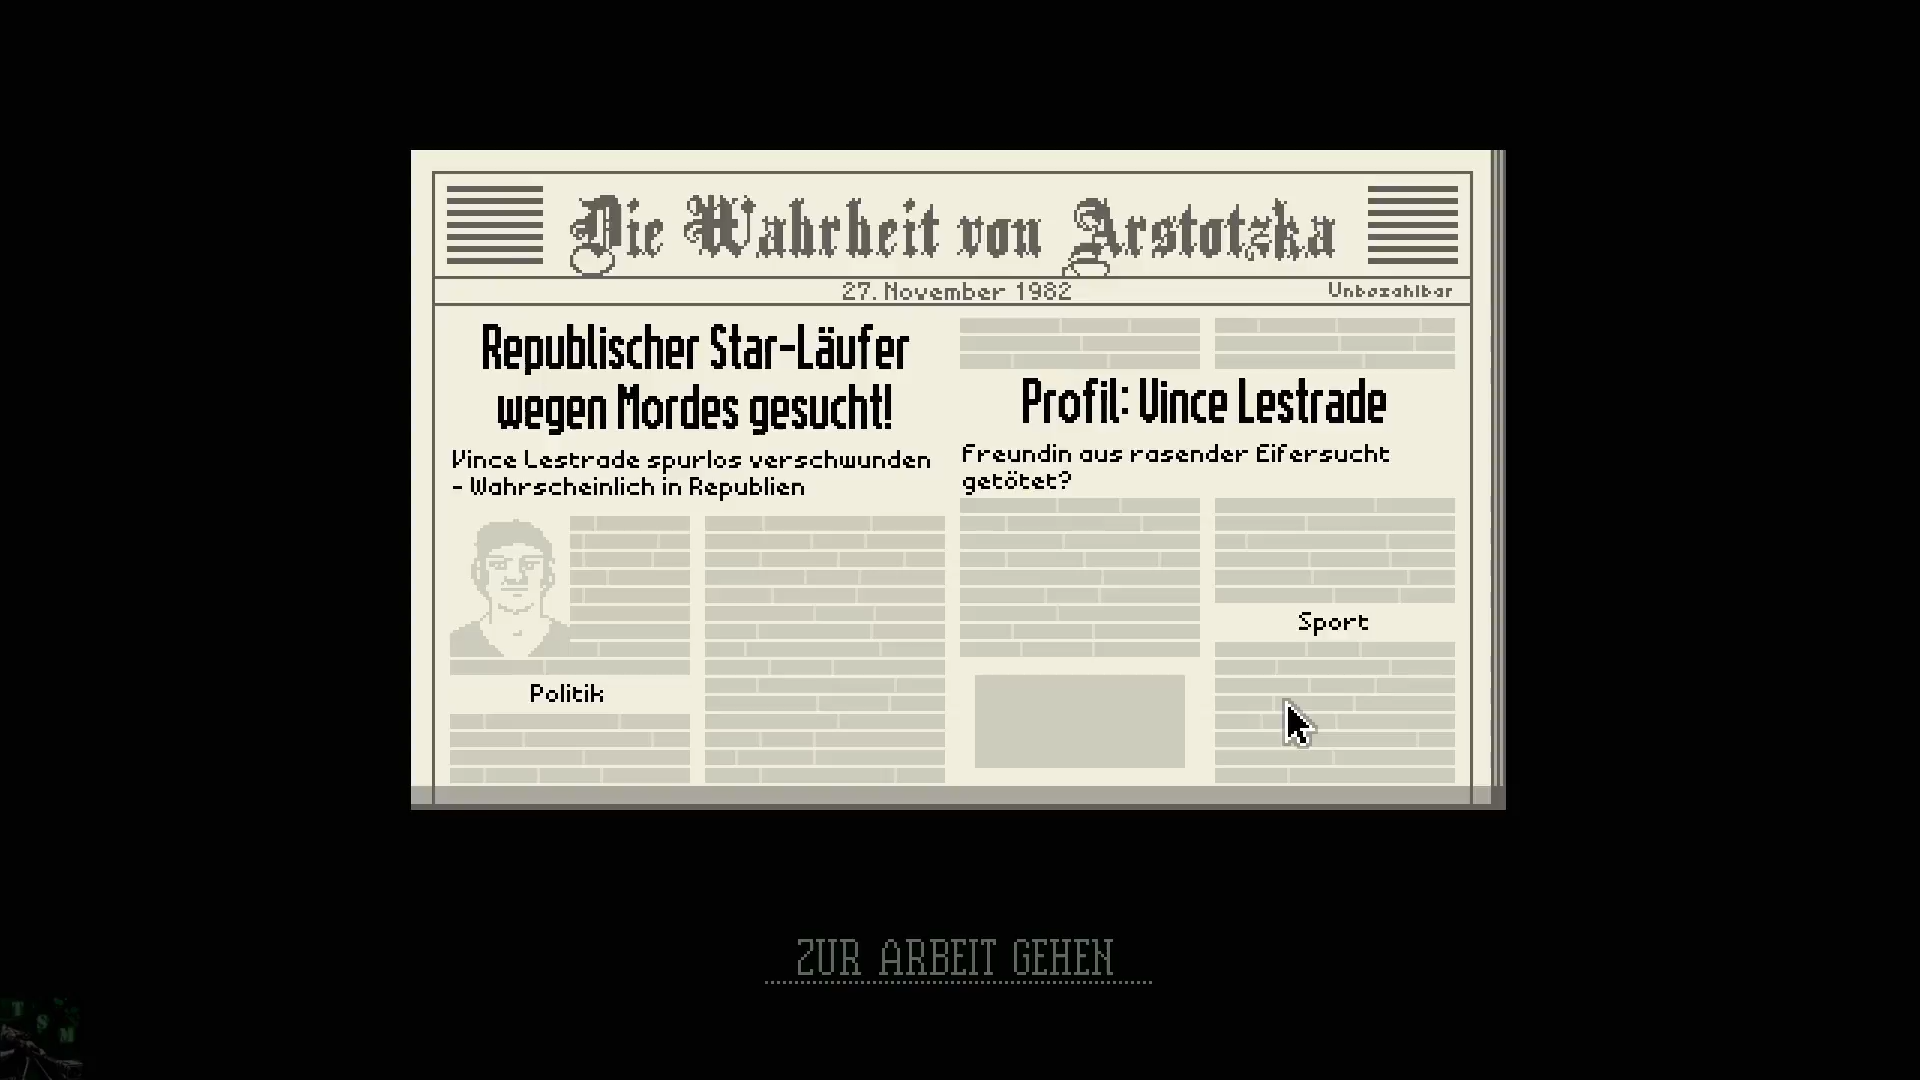 Die Wahrheit von Arstotzka
27. November 1982
Unbezahlbar
Republischer Star-Läufer
wegen Mordes gesucht!
Vince Lestrade spurlos verschwunden
- Wahrscheinlich in Republien
Politik
Profil: Vince Lestrade
Freundin aus rasender Eifersucht
getötet?
Sport
ZUR ARBEIT GEHEN
T
S
M